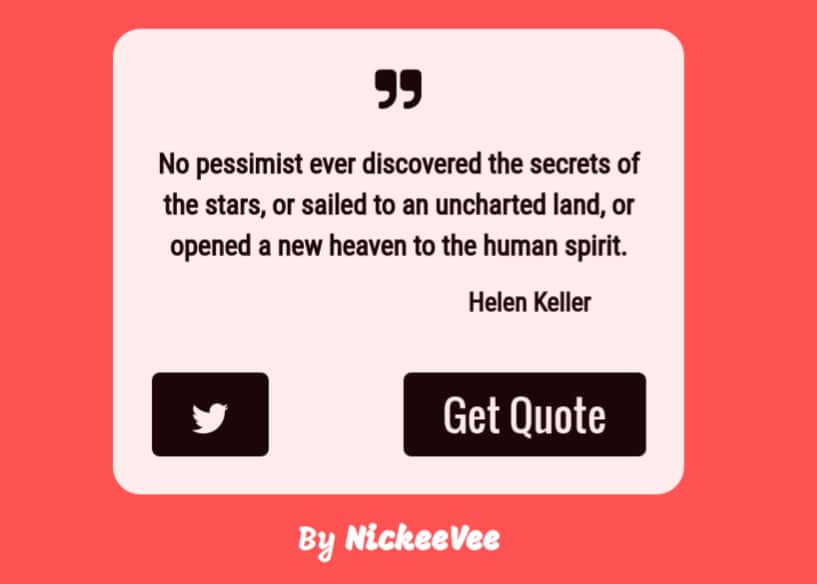 ”
No pessimist ever discovered the secrets of
the stars, or sailed to an uncharted land, or
opened a new heaven to the human spirit.
Helen Keller
Get Quote
By NickeeVee